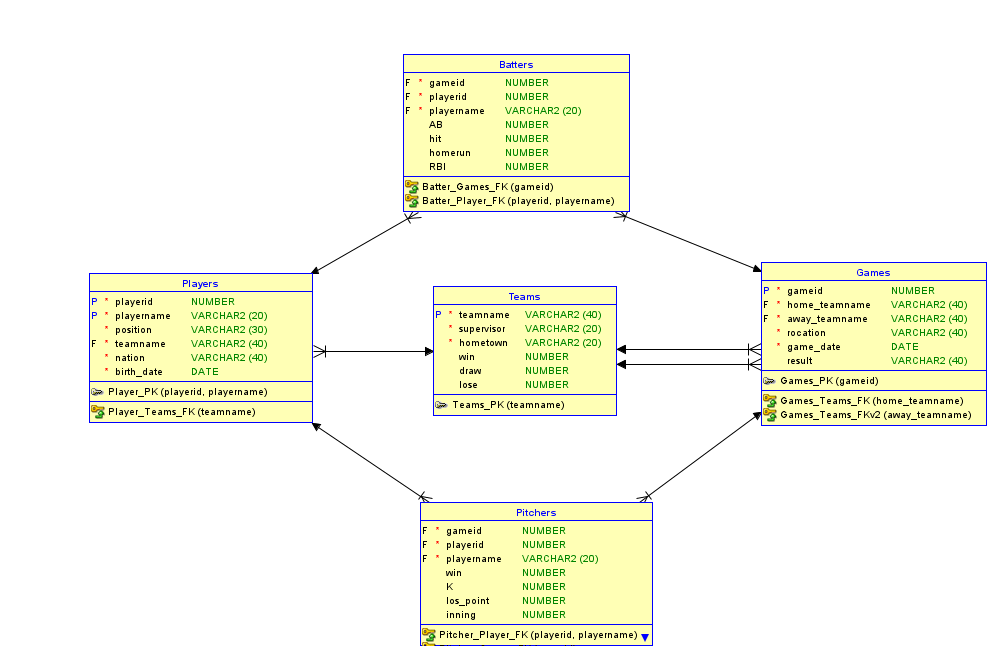 Batters
F * gameid NUMBER
F * playerid NUMBER
F * playername VARCHAR2 (20)
AB NUMBER
hit NUMBER
homerun NUMBER
RBI NUMBER
Batter_Games_FK (gameid)
Batter_Player_FK (playerid, playername)
Players
P * playerid NUMBER
P * playername VARCHAR2 (20)
* position VARCHAR2 (30)
F * teamname VARCHAR2 (40)
* nation VARCHAR2 (40)
* birth_date DATE
Player_PK (playerid, playername)
Player_Teams_FK (teamname)
Teams
P * teamname VARCHAR2 (40)
* supervisor VARCHAR2 (20)
* hometown VARCHAR2 (20)
win NUMBER
draw NUMBER
lose NUMBER
Teams_PK (teamname)
Games
P * gameid NUMBER
F * home_teamname VARCHAR2 (40)
F * away_teamname VARCHAR2 (40)
* rocation VARCHAR2 (40)
* game_date DATE
result VARCHAR2 (40)
Games_PK (gameid)
Games_Teams_FK (home_teamname)
Games_Teams_FKv2 (away_teamname)
Pitchers
F * gameid NUMBER
F * playerid NUMBER
F * playername VARCHAR2 (20)
win NUMBER
K NUMBER
los_point NUMBER
inning NUMBER
Pitcher_Player_FK (playerid, playername)